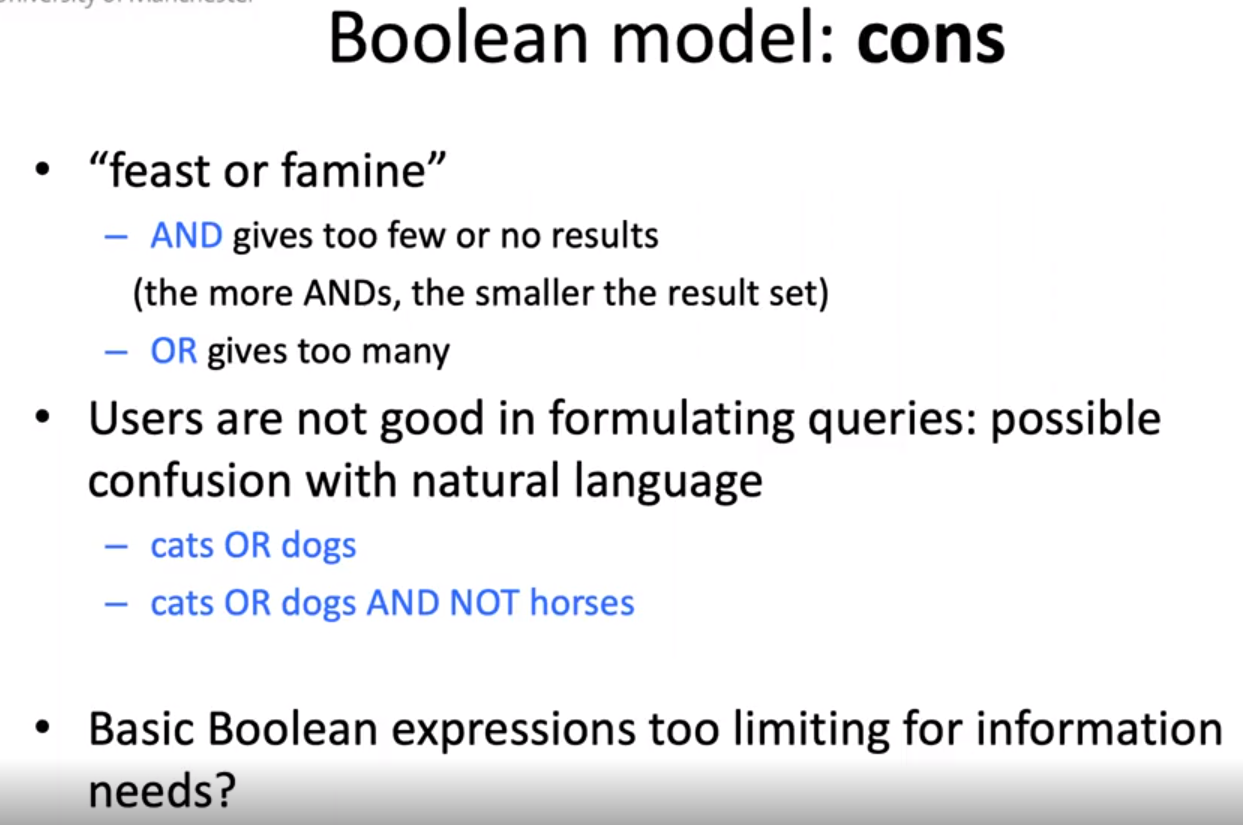 University of Manchester
Boolean model: cons
• “feast or famine”
– AND gives too few or no results
(the more ANDs, the smaller the result set)
– OR gives too many
• Users are not good in formulating queries: possible
confusion with natural language
– cats OR dogs
– cats OR dogs AND NOT horses
• Basic Boolean expressions too limiting for information
needs?